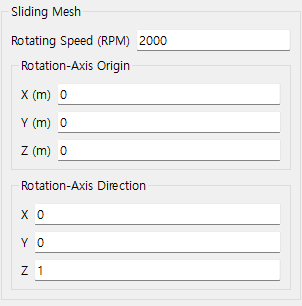 Sliding Mesh
Rotating Speed (RPM) 2000
Rotation-Axis Origin
X (m) 0
Y (m) 0
Z (m) 0
Rotation-Axis Direction
X 0
Y 0
Z 1